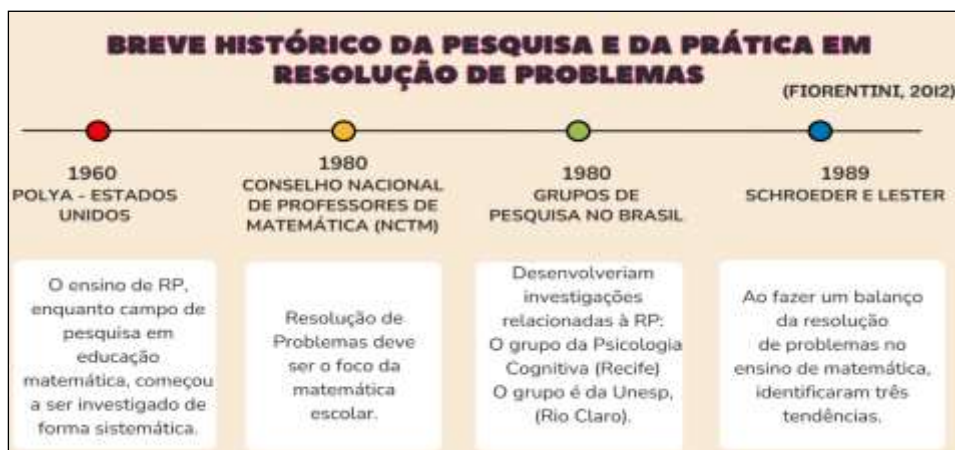 BREVE HISTÓRICO DA PESQUISA E DA PRÁTICA EM
RESOLUÇÃO DE PROBLEMAS
(FIORENTINI, 2012)
1960
POLYA - ESTADOS
UNIDOS
1980
CONSELHO NACIONAL
DE PROFESSORES DE
MATEMÁTICA (NCTM)
1980
GRUPOS DE
PESQUISA NO BRASIL
1989
SCHROEDER E LESTER
O ensino de RP,
enquanto campo de
pesquisa em
educação
matemática, começou
a ser investigado de
forma sistemática.
Resolução de
Problemas deve
ser o foco da
matemática
escolar.
Desenvolveriam
investigações
relacionadas à RP:
O grupo da Psicologia
Cognitiva (Recife)
O grupo é da Unesp,
(Rio Claro).
Ao fazer um balanço
da resolução
de problemas no
ensino de matemática,
identificaram três
tendências.